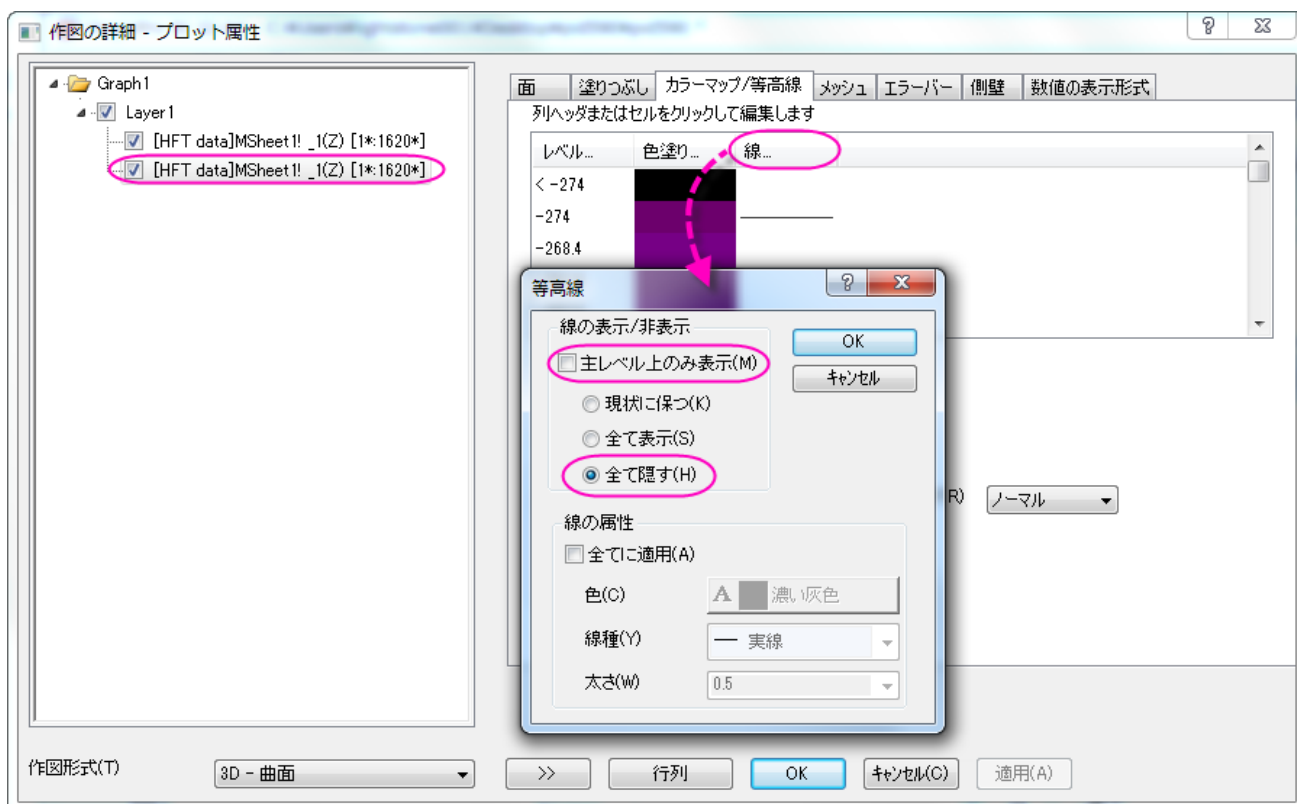 作図の詳細 - プロット属性
Graph1
Layer1
[HFT data]MSheet1! _1(Z) [1*:1620*]
[HFT data]MSheet1! _1(Z) [1*:1620*]
面 塗りつぶし カラーマップ/等高線 メッシュ エラーバー 側壁 数値の表示形式
列ヘッダまたはセルをクリックして編集します
レベル... 色塗り... 線...
< -274
-274
-268.4
等高線
線の表示/非表示
OK
主レベル上のみ表示(M)
キャンセル
現状に保つ(K)
全て表示(S)
全て隠す(H)
R) ノーマル
線の属性
全てに適用(A)
色(C) A 濃い灰色
線種(Y) 実線
太さ(W) 0.5
作図形式(T) 3D - 曲面 >> 行列 OK キャンセル(C) 適用(A)